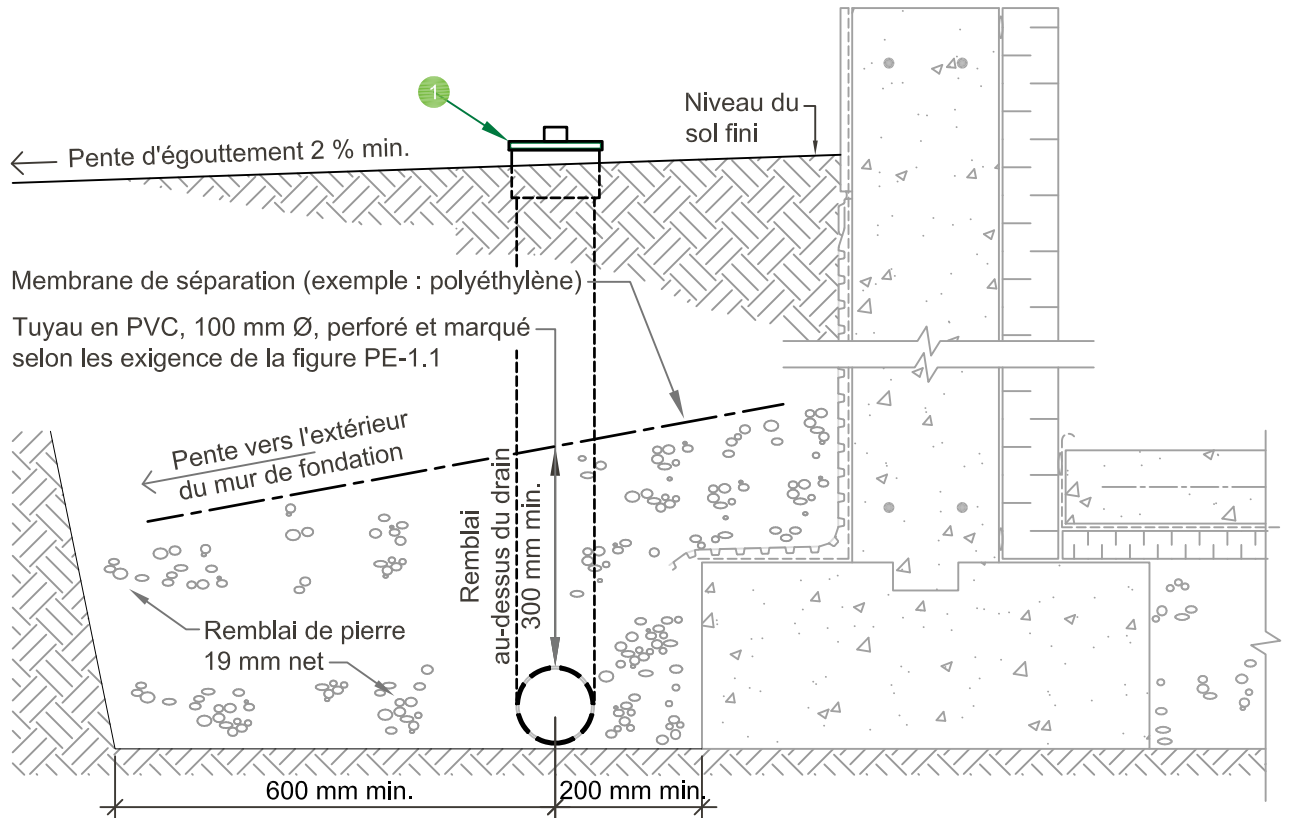 1
Niveau du
sol fini
Pente d'égouttement 2 % min.
Membrane de séparation (exemple : polyéthylène)
Tuyau en PVC, 100 mm Ø, perforé et marqué
selon les exigence de la figure PE-1.1
Pente vers l'extérieur
du mur de fondation
Remblai
au-dessus du drain
300 mm min.
Remblai de pierre
19 mm net
600 mm min.
200 mm min.